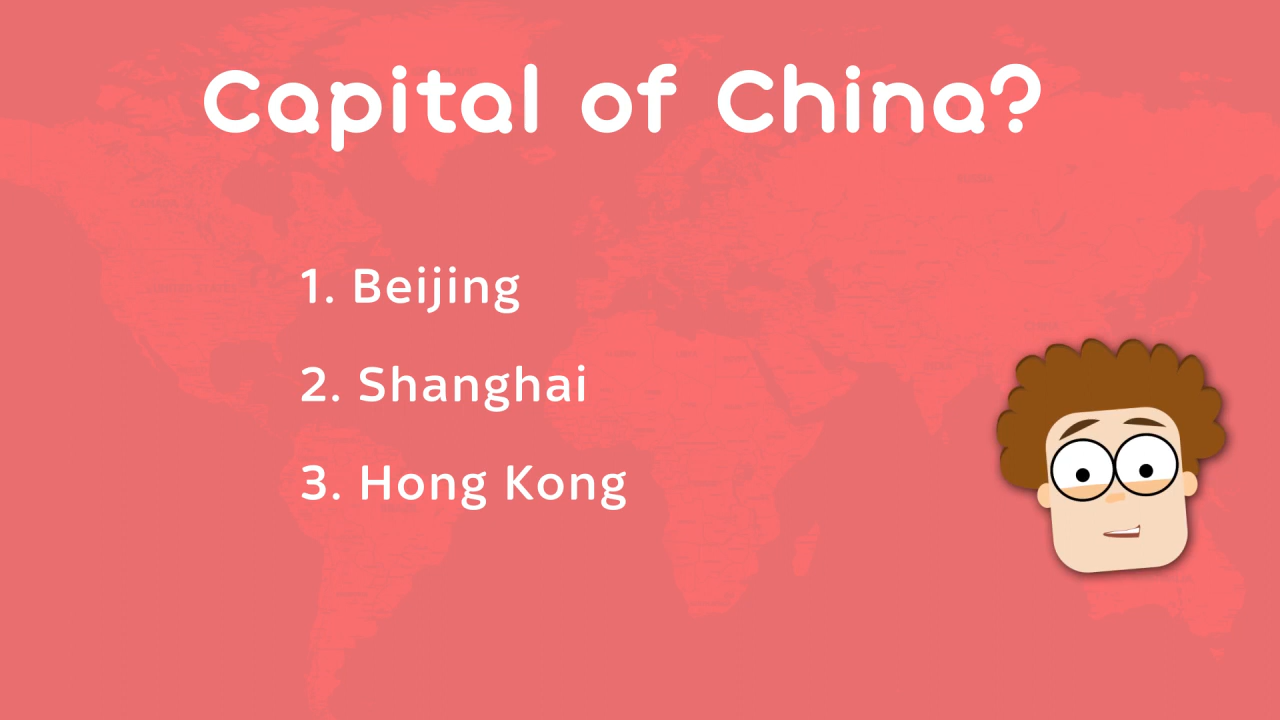 Capital of China?
1. Beijing
2. Shanghai
3. Hong Kong